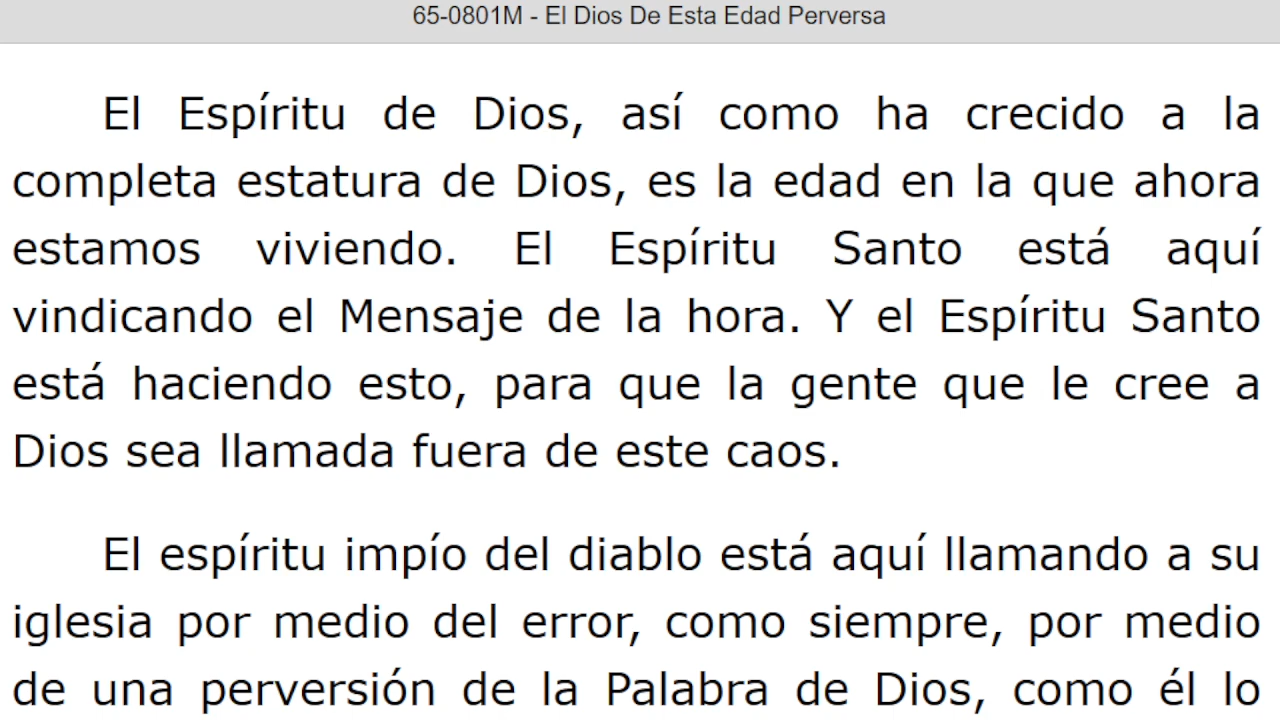 65-0801M - El Dios De Esta Edad Perversa
El Espíritu de Dios, así como ha crecido a la
completa estatura de Dios, es la edad en la que ahora
estamos viviendo. El Espíritu Santo está aquí
vindicando el Mensaje de la hora. Y el Espíritu Santo
está haciendo esto, para que la gente que le cree a
Dios sea llamada fuera de este caos.
El espíritu impío del diablo está aquí llamando a su
iglesia por medio del error, como siempre, por medio
de una perversión de la Palabra de Dios, como él lo